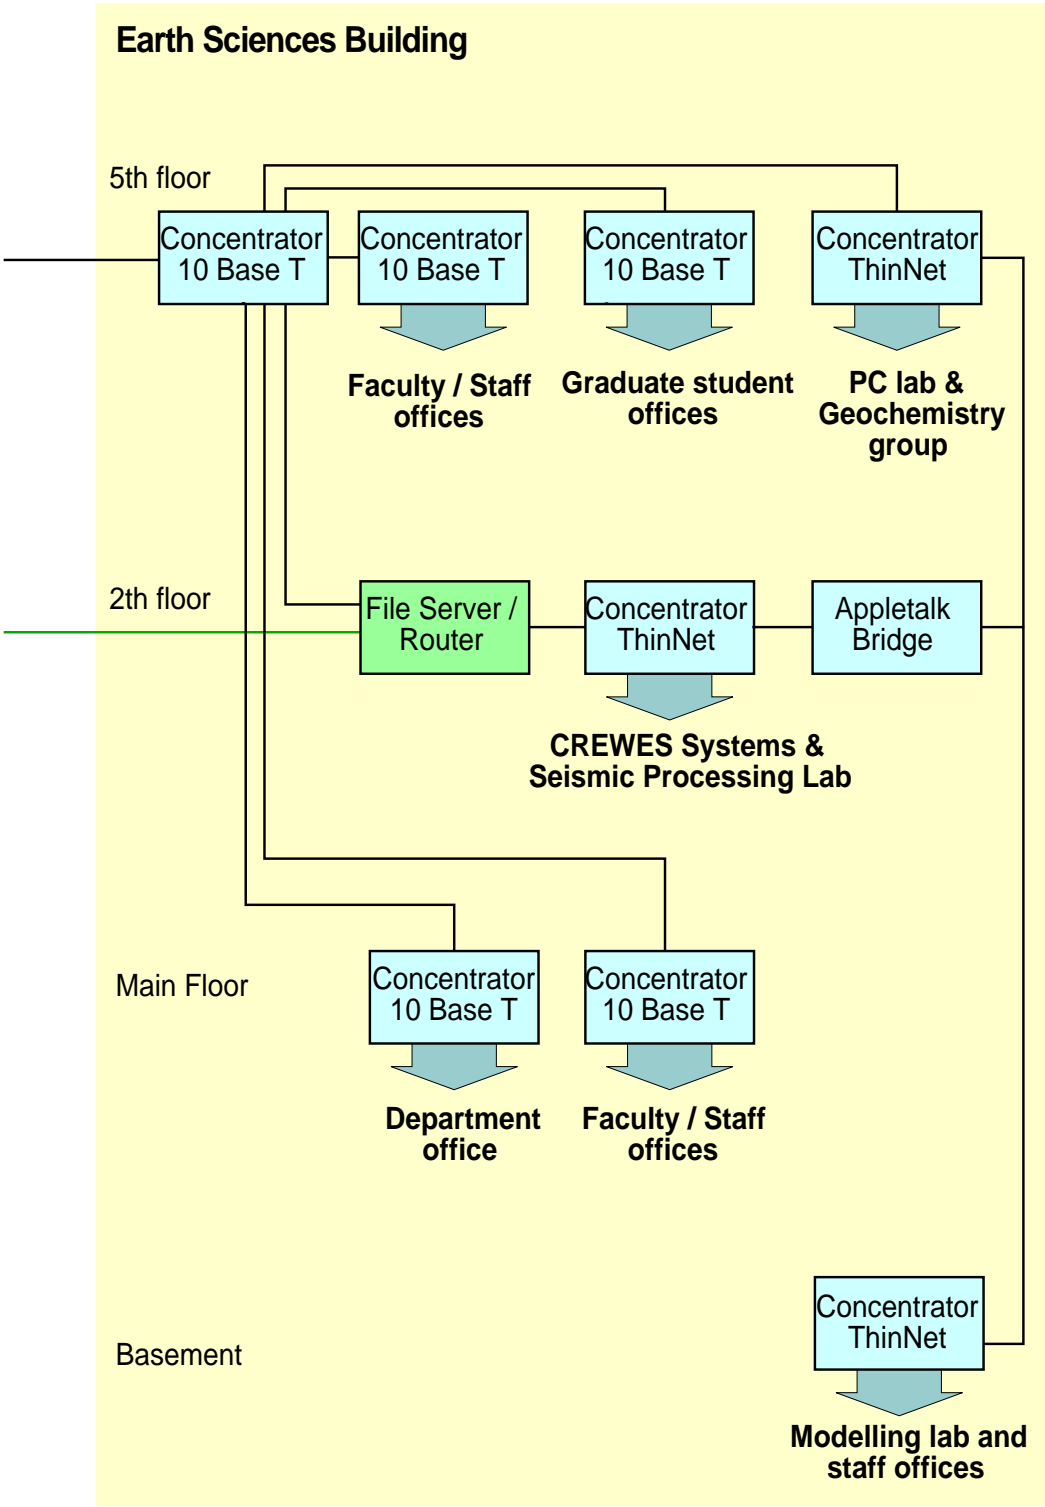 Earth Sciences Building
5th floor
Concentrator
10 Base T
Concentrator
10 Base T
Concentrator
10 Base T
Concentrator
ThinNet
Faculty / Staff
offices
Graduate student
offices
PC lab &
Geochemistry
group
2th floor
File Server /
Router
Concentrator
ThinNet
Appletalk
Bridge
CREWES Systems &
Seismic Processing Lab
Main Floor
Concentrator
10 Base T
Concentrator
10 Base T
Department
office
Faculty / Staff
offices
Basement
Concentrator
ThinNet
Modelling lab and
staff offices